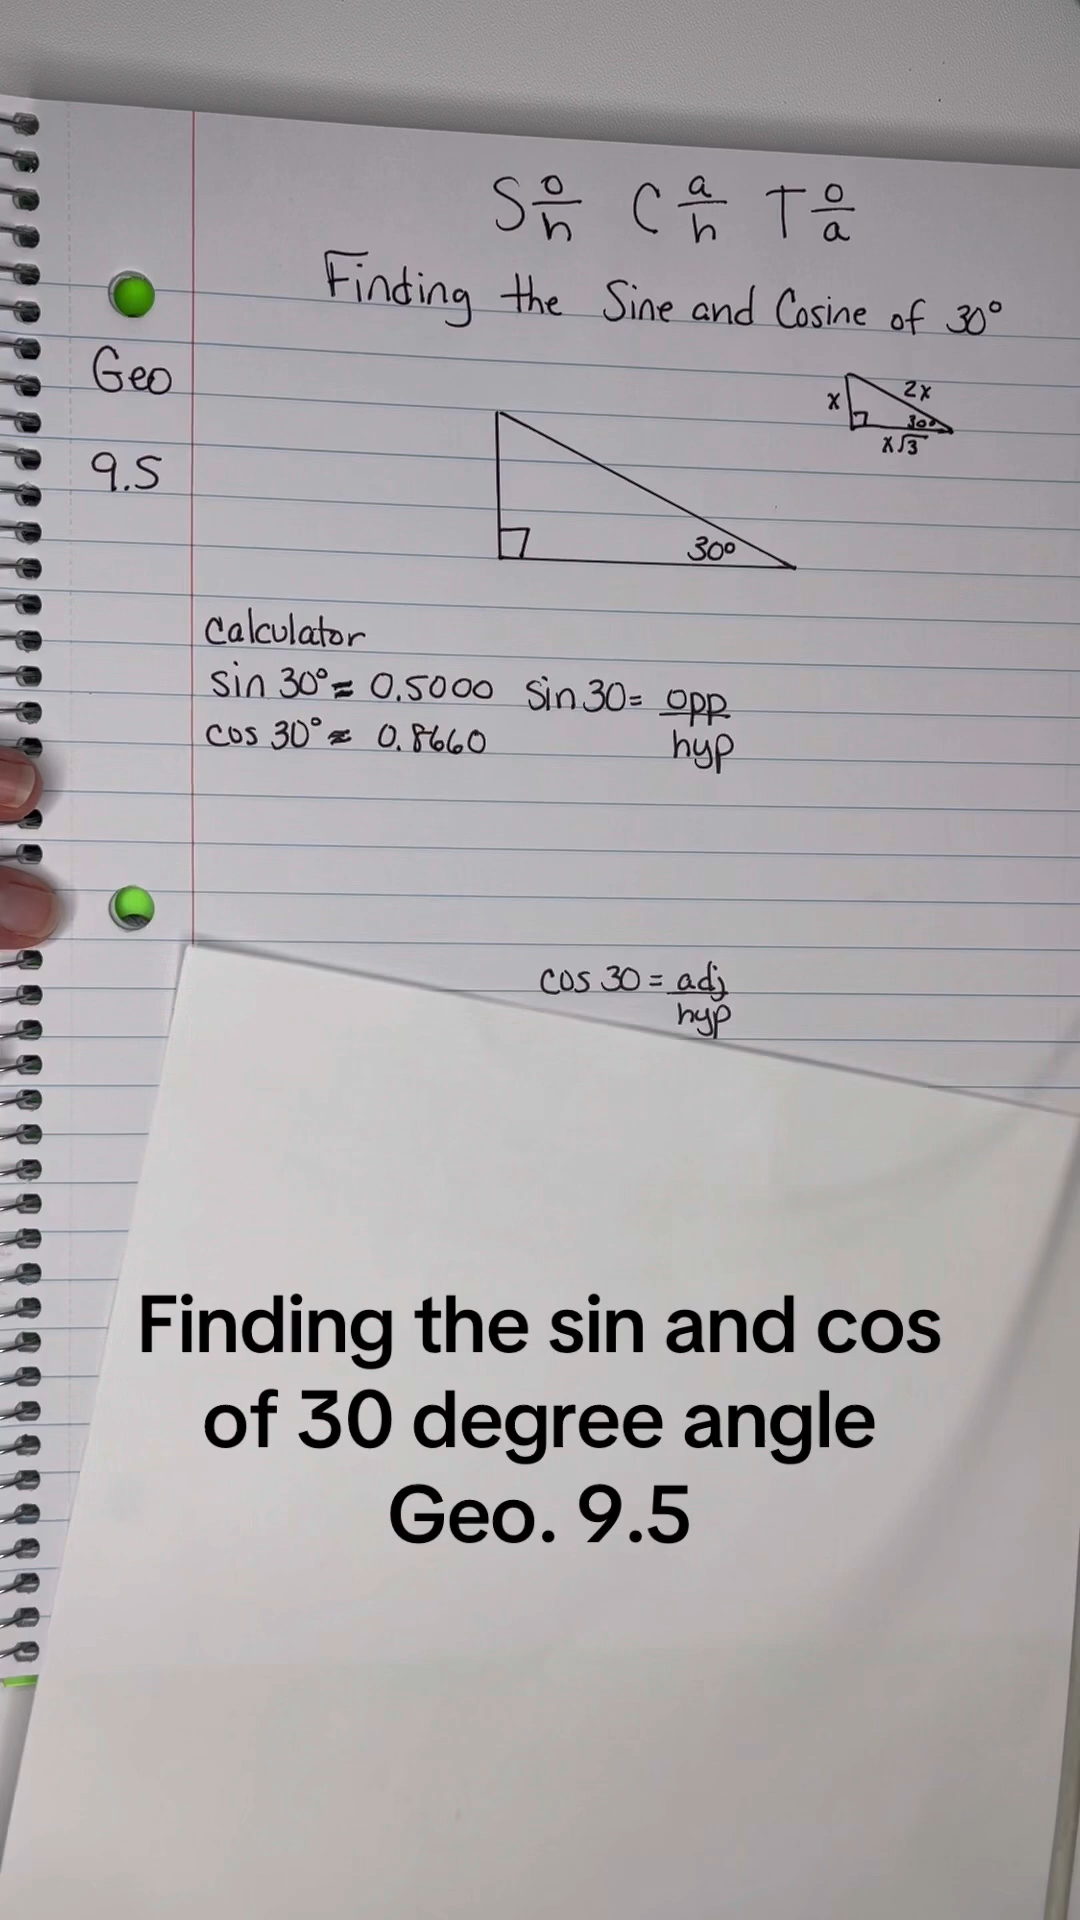 S o/h C a/h T o/a
Finding the Sine and Cosine of 30°
Geo
9.5
x 2x 30° x√3
30°
calculator
sin 30° ≈ 0.5000 sin 30 = opp/hyp
cos 30° ≈ 0.8660
cos 30 = adj/hyp
Finding the sin and cos
of 30 degree angle
Geo. 9.5